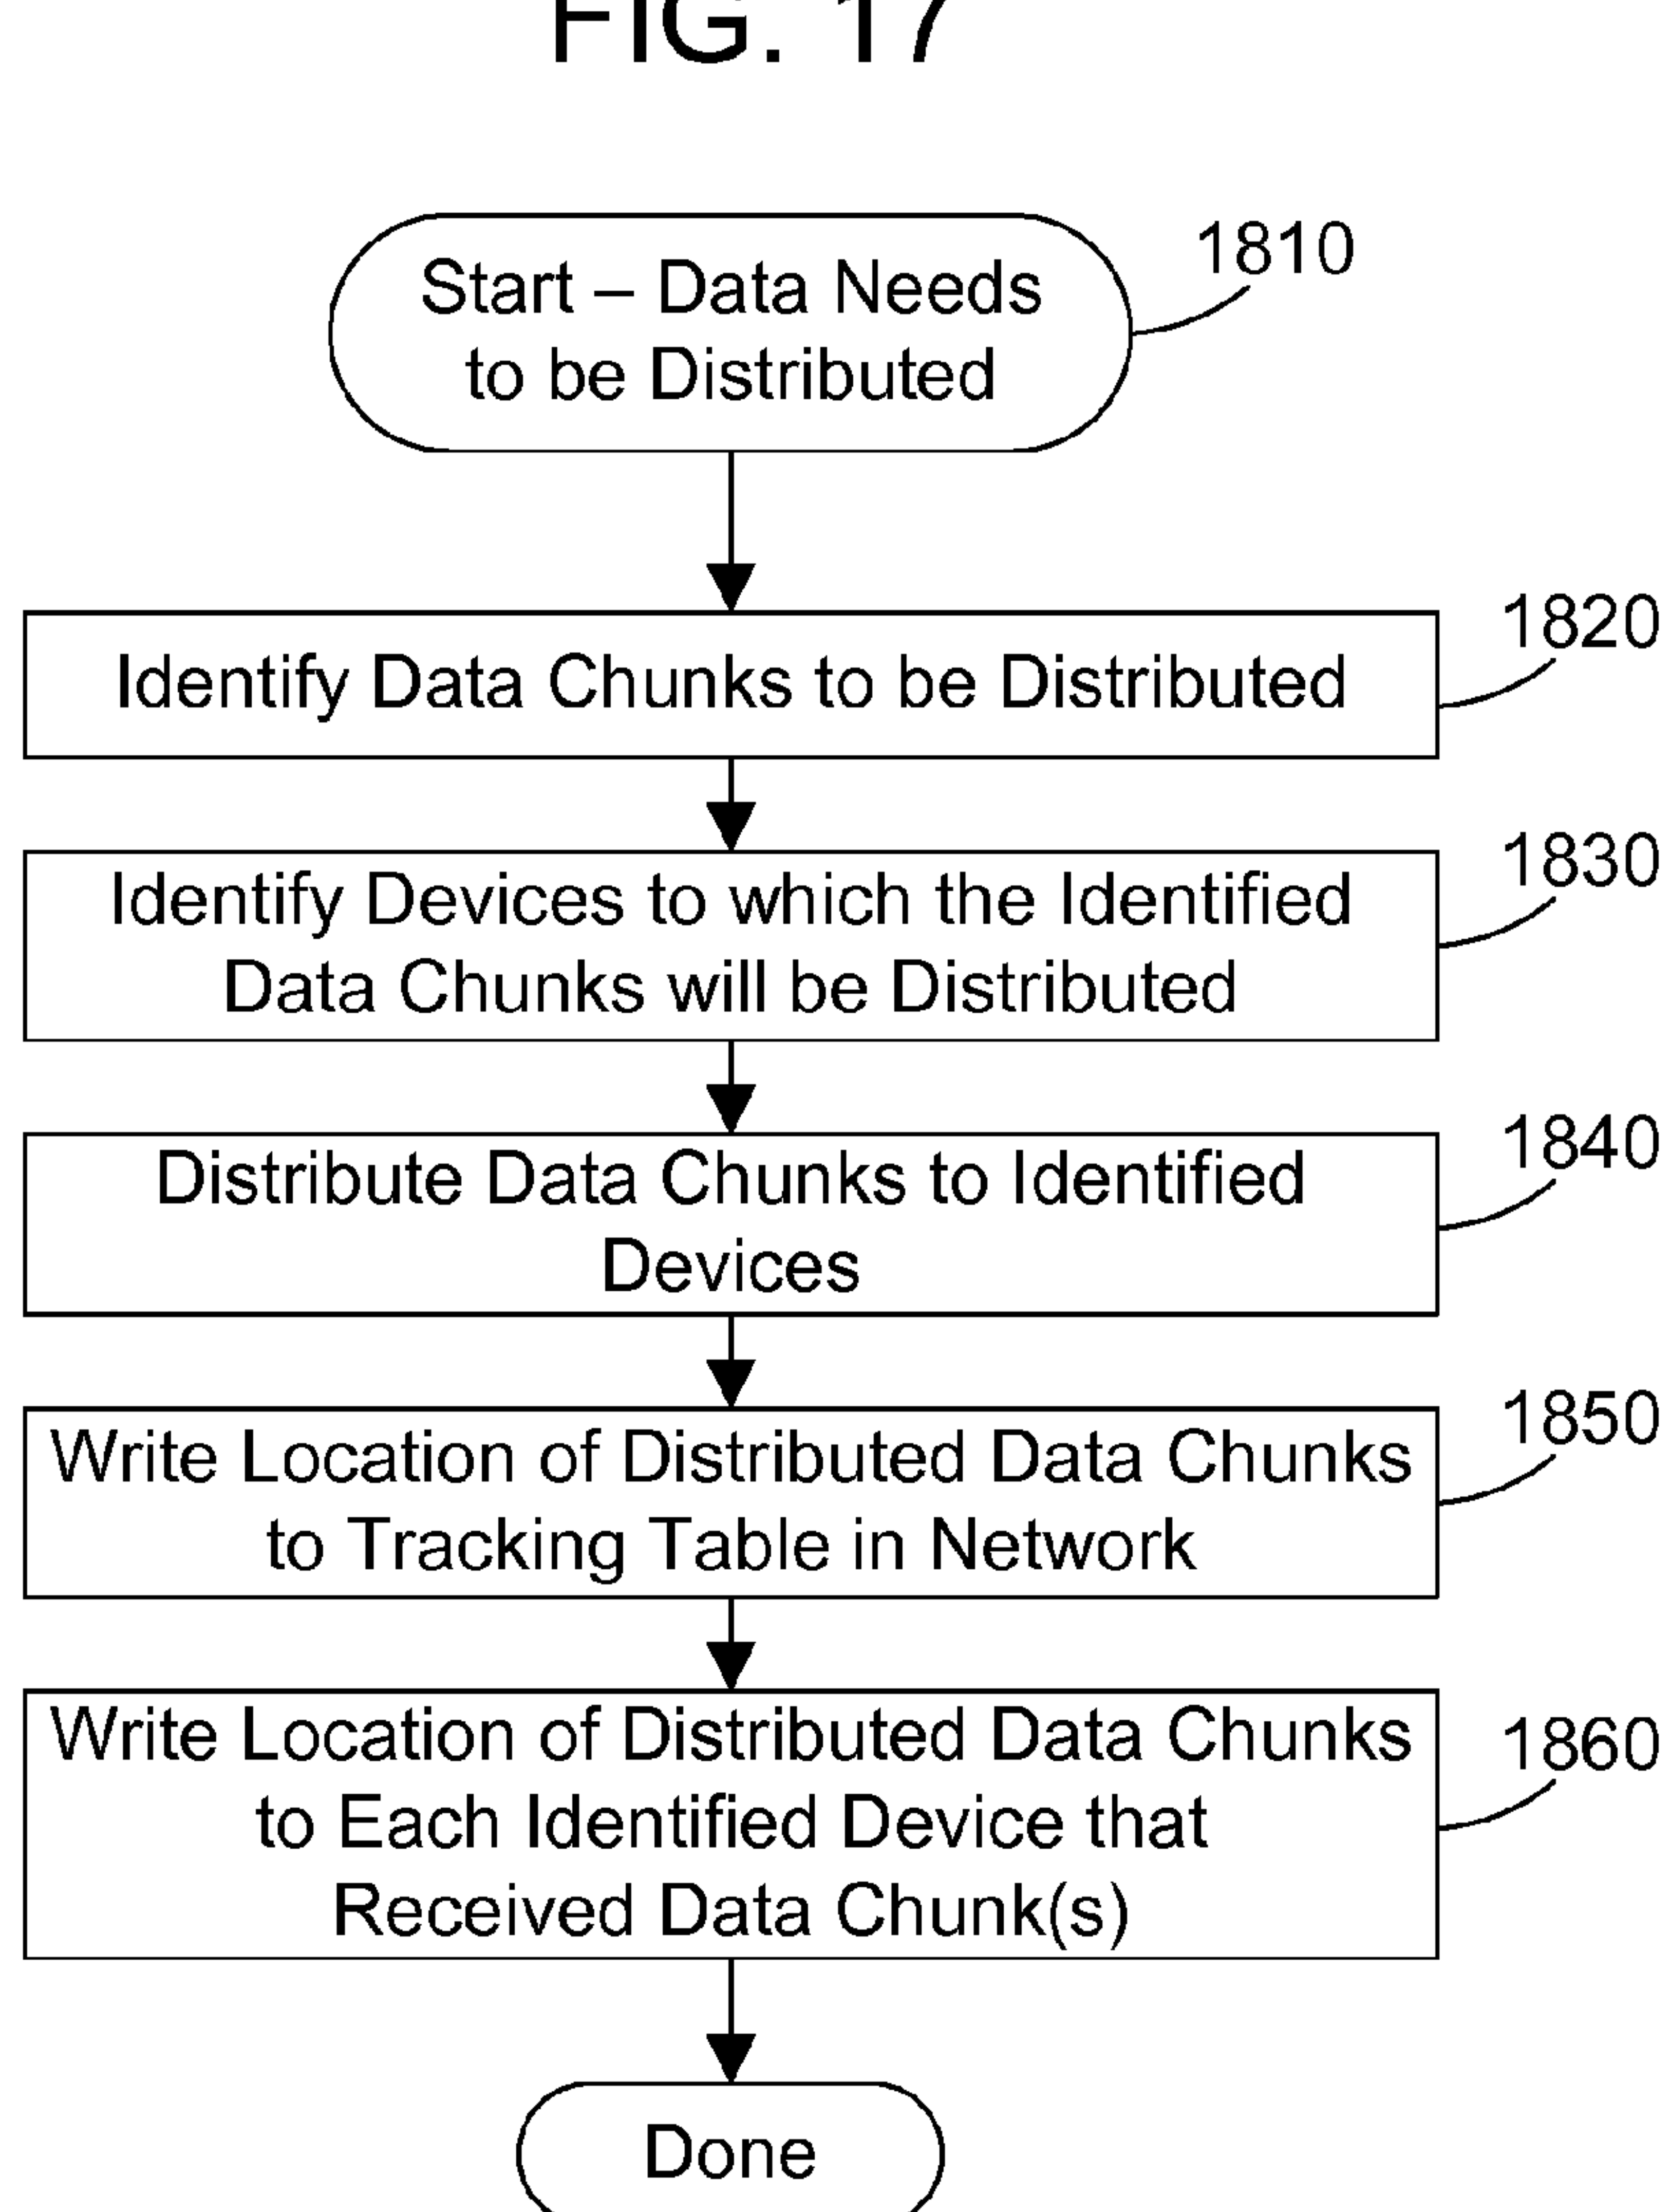 FIG. 17
1810
Start – Data Needs
to be Distributed
1820
Identify Data Chunks to be Distributed
1830
Identify Devices to which the Identified
Data Chunks will be Distributed
1840
Distribute Data Chunks to Identified
Devices
1850
Write Location of Distributed Data Chunks
to Tracking Table in Network
1860
Write Location of Distributed Data Chunks
to Each Identified Device that
Received Data Chunk(s)
Done